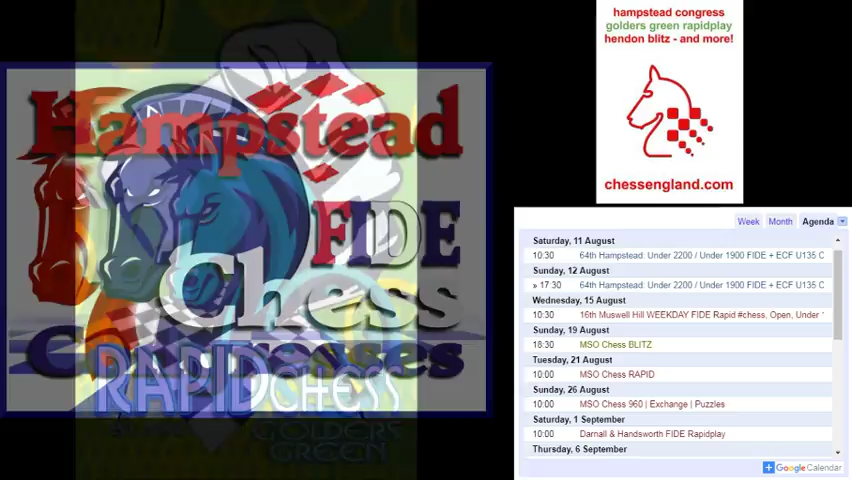 Hampstead
FIDE
Chess
Congresses
RAPIDCHESS
GOLDERS
GREEN
hampstead congress
golders green rapidplay
hendon blitz - and more!
chessengland.com
Week Month Agenda
Saturday, 11 August
10:30 64th Hampstead: Under 2200 / Under 1900 FIDE + ECF U135 C
Sunday, 12 August
» 17:30 64th Hampstead: Under 2200 / Under 1900 FIDE + ECF U135 C
Wednesday, 15 August
10:30 16th Muswell Hill WEEKDAY FIDE Rapid #chess, Open, Under
Sunday, 19 August
18:30 MSO Chess BLITZ
Tuesday, 21 August
10:00 MSO Chess RAPID
Sunday, 26 August
10:00 MSO Chess 960 | Exchange | Puzzles
Saturday, 1 September
10:00 Darnall & Handsworth FIDE Rapidplay
Thursday, 6 September
+ Google Calendar